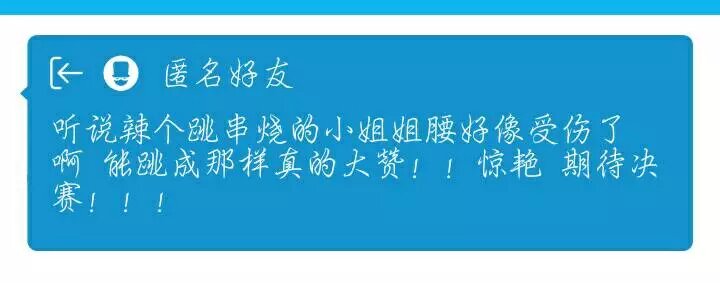 匿名好友
听说辣个跳串烧的小姐姐腰好像受伤了
啊 能跳成那样真的大赞！！惊艳 期待决
赛！！！